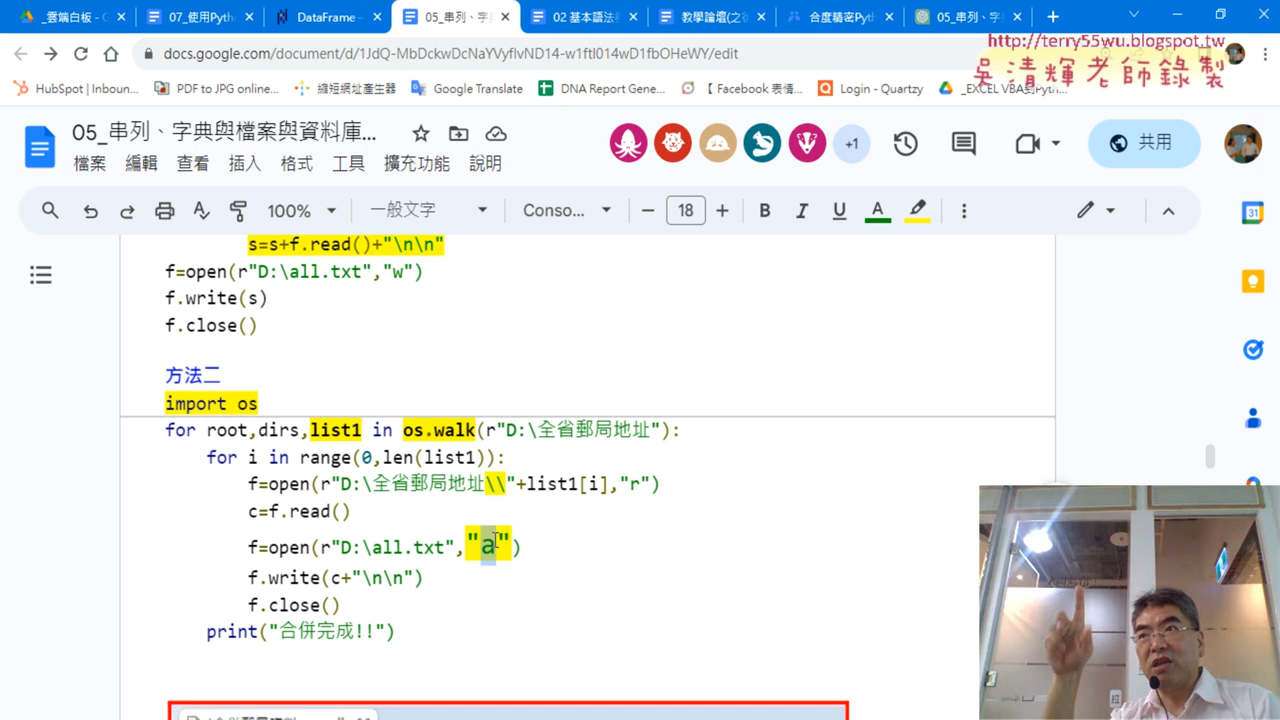 _雲端白板 - G
07_使用Pyth
DataFrame —
05_串列、字
02 基本語法
教學論壇(之
合度精密Pyth
05_串列、字
docs.google.com/document/d/1JdQ-MbDckwDcNaYVyhlvND14-w1ftl014wD1fbOHeWY/edit
http://terry55wu.blogspot.tw
吳清輝老師錄製
HubSpot (Inboun...
PDF to JPG online...
縮短網址產生器
Google Translate
DNA Report Gene...
【 Facebook 表情...
Login - Quartzy
_EXCEL VBA到Pyth...
05_串列、字典與檔案與資料庫...
+1
共用
檔案 編輯 查看 插入 格式 工具 擴充功能 說明
100% 一般文字 Conso... − 18 + B I U A
s=s+f.read()+"\n\n"
f=open(r"D:\all.txt","w")
f.write(s)
f.close()
方法二
import os
for root,dirs,list1 in os.walk(r"D:\全省郵局地址"):
for i in range(0,len(list1)):
f=open(r"D:\全省郵局地址\\"+list1[i],"r")
c=f.read()
f=open(r"D:\all.txt","a")
f.write(c+"\n\n")
f.close()
print("合併完成!!")